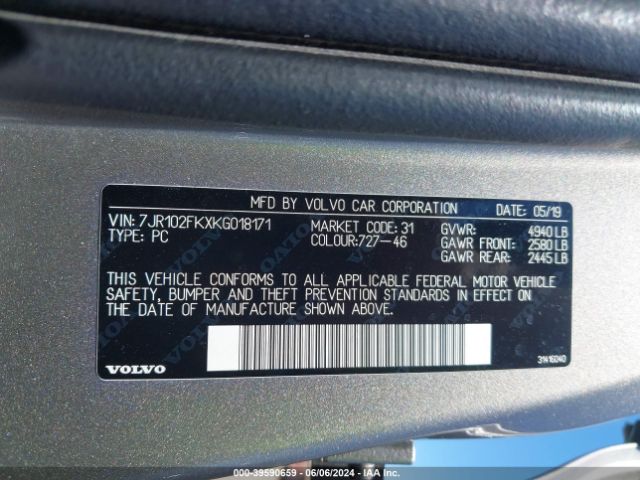 MFD BY VOLVO CAR CORPORATION DATE: 05/19
VIN: 7JR102FKXKG018171 MARKET CODE: 31 GVWR: 4940 LB
TYPE: PC COLOUR:727-46 GAWR FRONT: 2580 LB
GAWR REAR: 2445 LB
THIS VEHICLE CONFORMS TO ALL APPLICABLE FEDERAL MOTOR VEHICLE
SAFETY, BUMPER AND THEFT PREVENTION STANDARDS IN EFFECT ON
THE DATE OF MANUFACTURE SHOWN ABOVE.
VOLVO 31416040
000-39590659 - 06/06/2024 - IAA